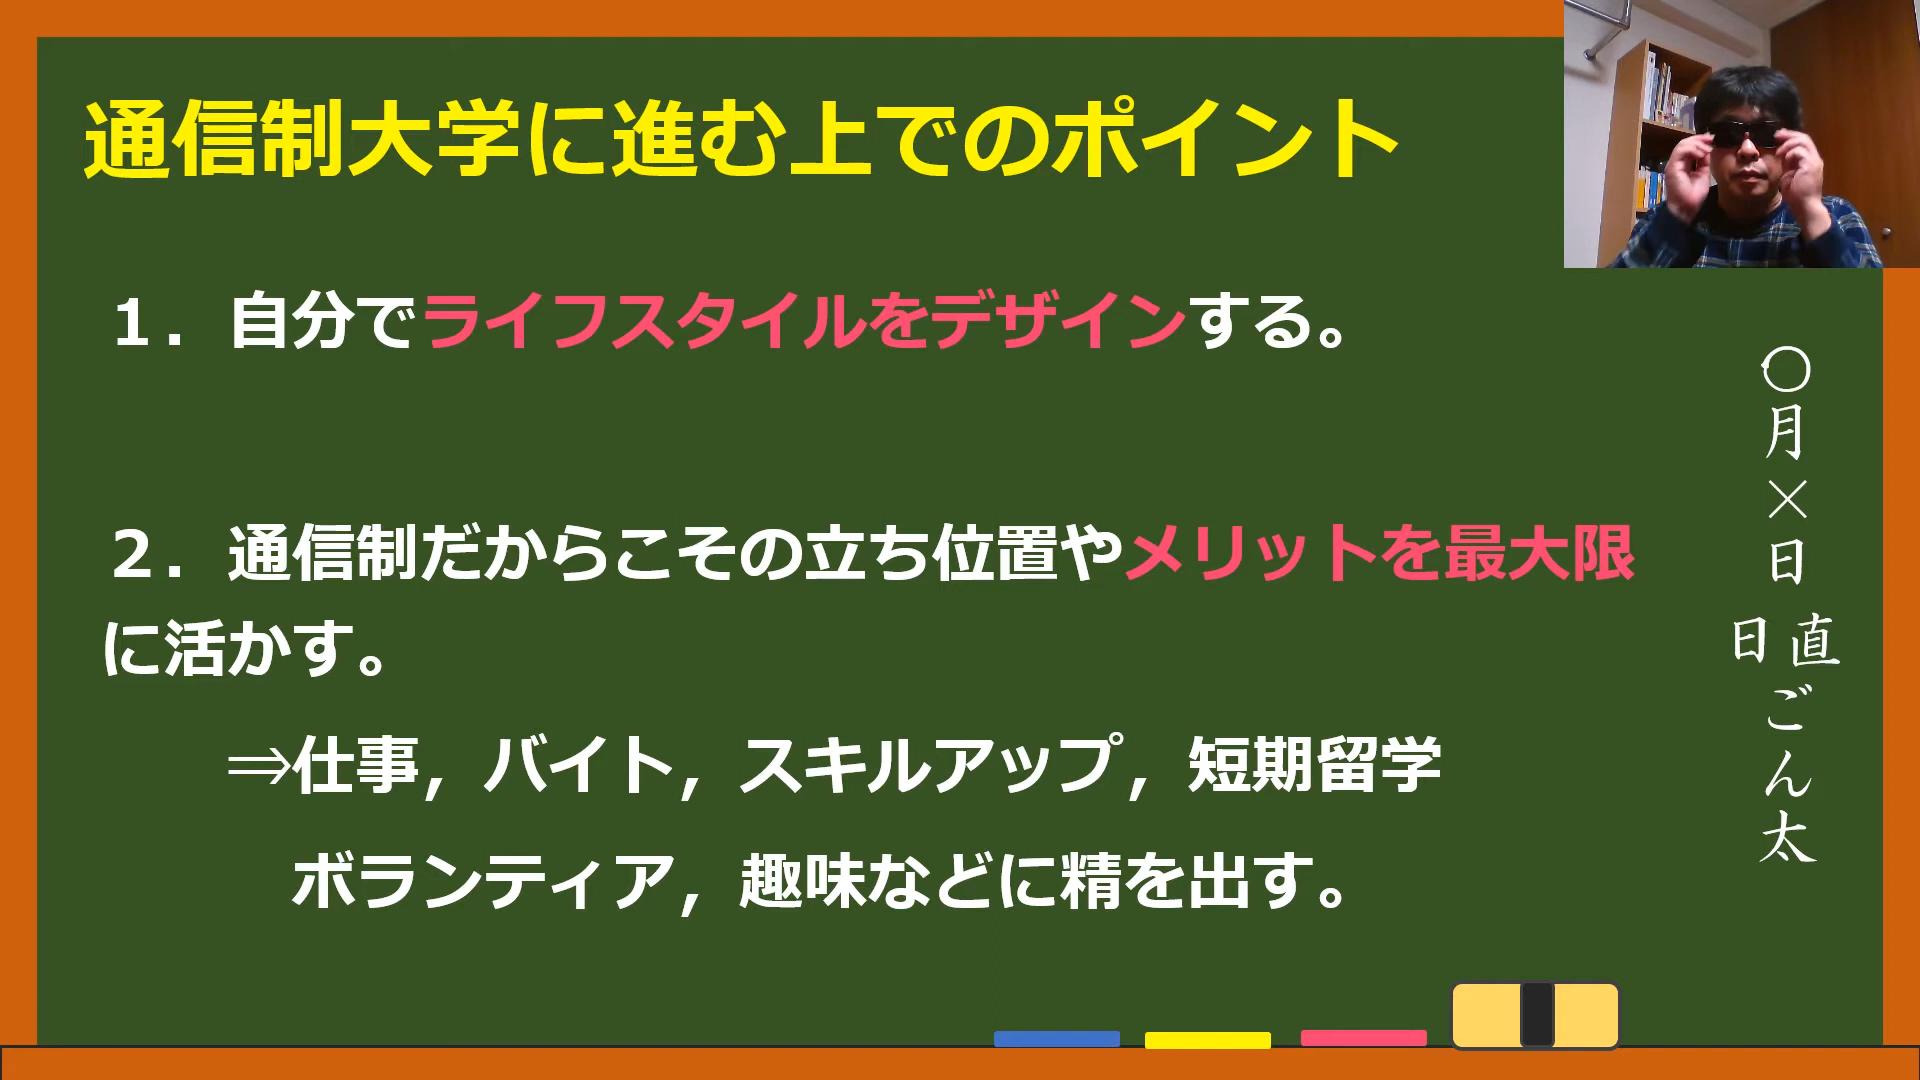 通信制大学に進む上でのポイント
１．自分でライフスタイルをデザインする。
２．通信制だからこその立ち位置やメリットを最大限
に活かす。
⇒仕事，バイト，スキルアップ，短期留学
ボランティア，趣味などに精を出す。
〇月×日
日直
ごん太